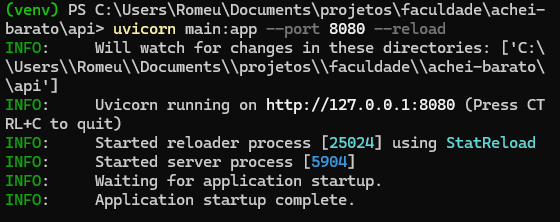 (venv) PS C:\Users\Romeu\Documents\projetos\faculdade\achei-
barato\api> uvicorn main:app --port 8080 --reload
INFO:     Will watch for changes in these directories: ['C:\
\Users\\Romeu\\Documents\\projetos\\faculdade\\achei-barato\
\api']
INFO:     Uvicorn running on http://127.0.0.1:8080 (Press CT
RL+C to quit)
INFO:     Started reloader process [25024] using StatReload
INFO:     Started server process [5904]
INFO:     Waiting for application startup.
INFO:     Application startup complete.